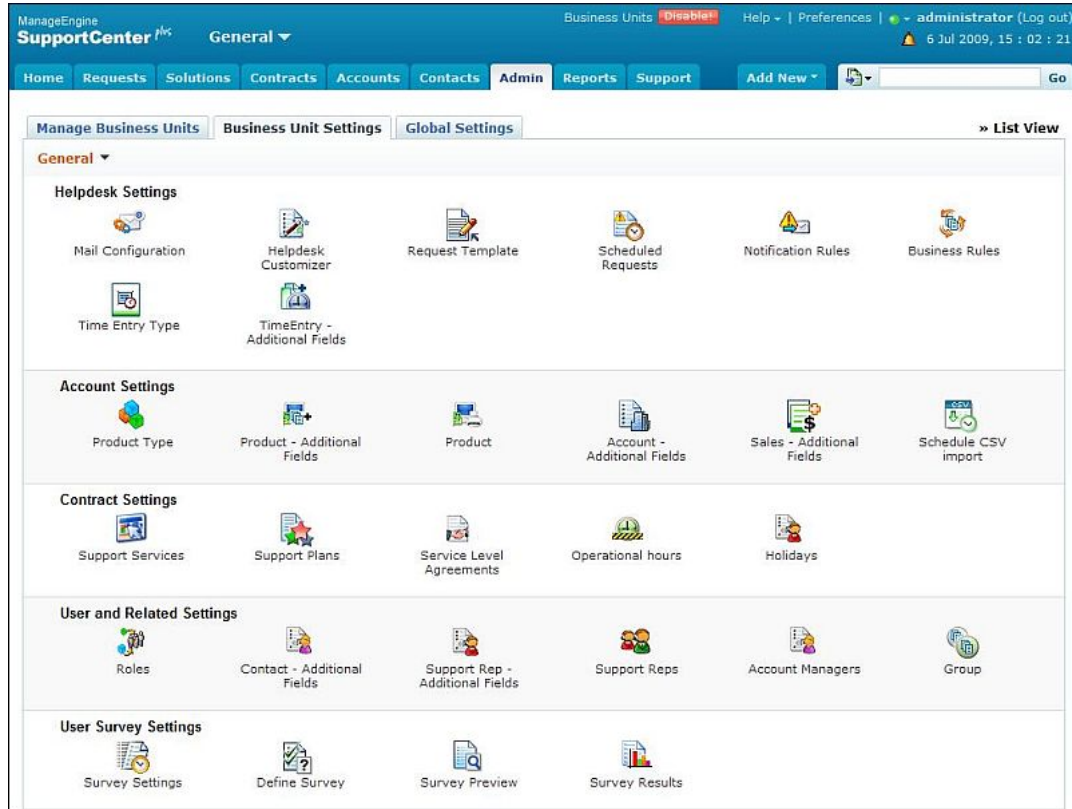 ManageEngine
SupportCenter plus
General
Business Units Disable! Help | Preferences | administrator (Log out)
6 Jul 2009, 15 : 02 : 21
Home Requests Solutions Contracts Accounts Contacts Admin Reports Support Add New Go
Manage Business Units Business Unit Settings Global Settings » List View
General
Helpdesk Settings
Mail Configuration Helpdesk Customizer Request Template Scheduled Requests Notification Rules Business Rules
Time Entry Type TimeEntry - Additional Fields
Account Settings
CSV
Product Type Product - Additional Fields Product Account - Additional Fields Sales - Additional Fields Schedule CSV import
Contract Settings
Support Services Support Plans Service Level Agreements Operational hours Holidays
User and Related Settings
Roles Contact - Additional Fields Support Rep - Additional Fields Support Reps Account Managers Group
User Survey Settings
Survey Settings Define Survey Survey Preview Survey Results